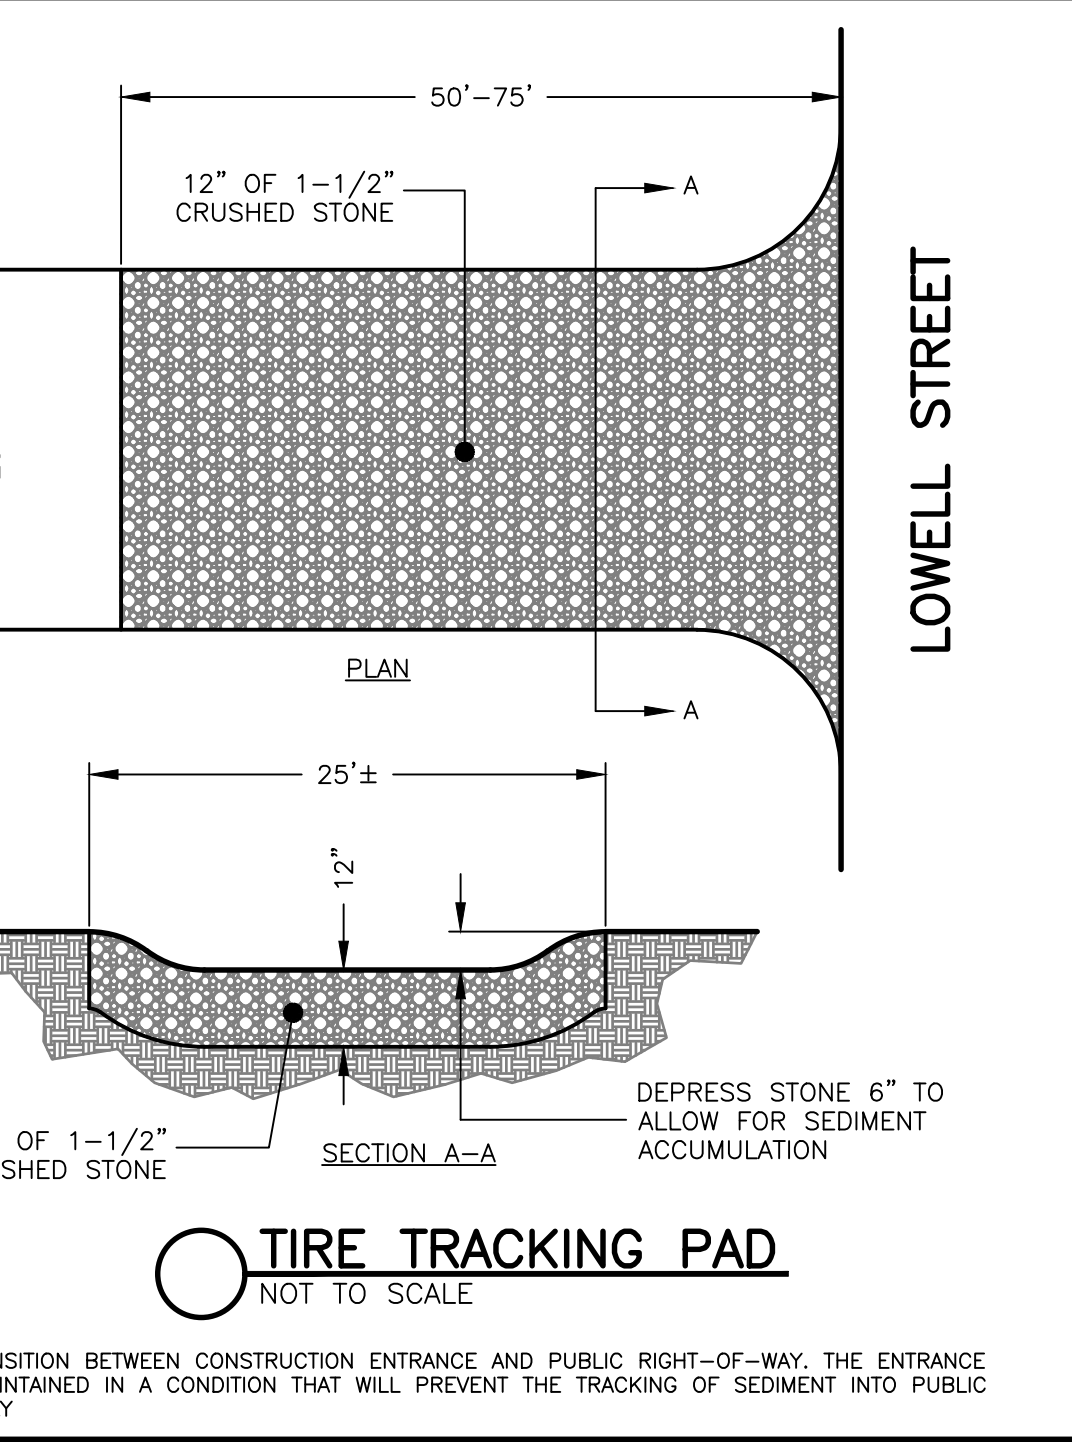 50'-75'
12" OF 1-1/2"
CRUSHED STONE
A
LOWELL STREET
PLAN
A
25'±
12"
DEPRESS STONE 6" TO
ALLOW FOR SEDIMENT
ACCUMULATION
OF 1-1/2"
SHED STONE
SECTION A-A
TIRE TRACKING PAD
NOT TO SCALE
NSITION BETWEEN CONSTRUCTION ENTRANCE AND PUBLIC RIGHT-OF-WAY. THE ENTRANCE
INTAINED IN A CONDITION THAT WILL PREVENT THE TRACKING OF SEDIMENT INTO PUBLIC
Y